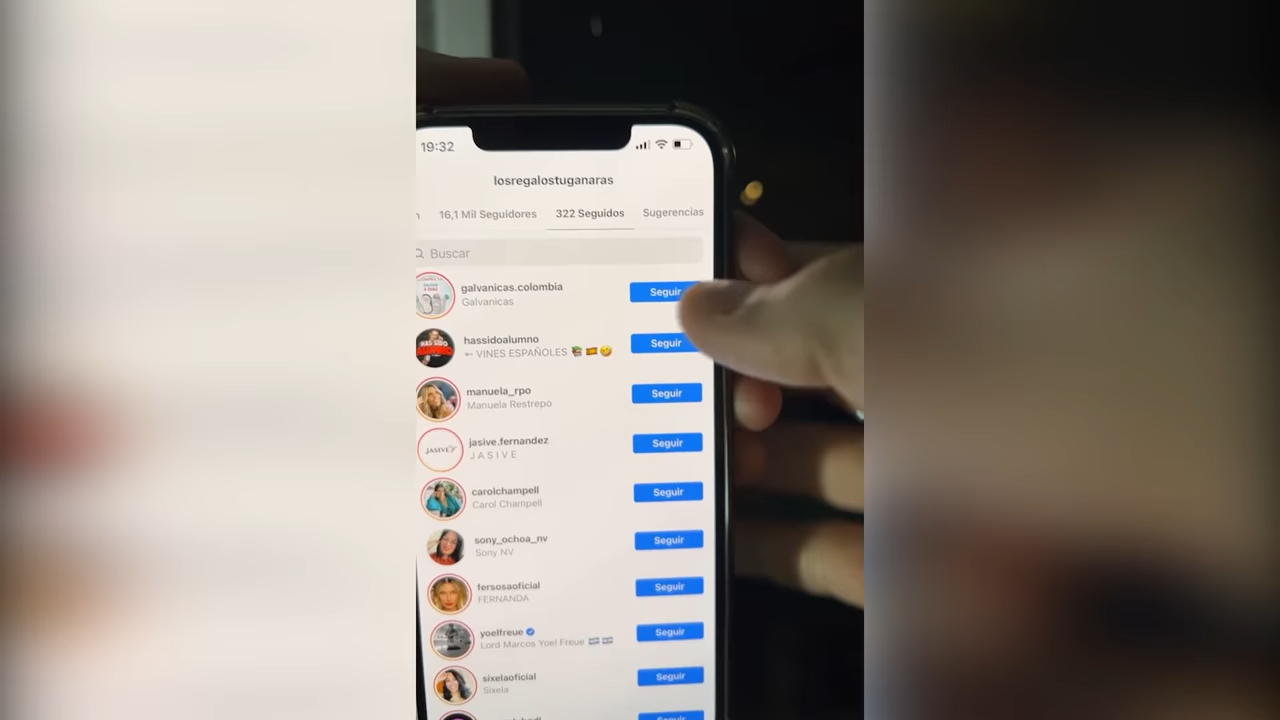 19:32
losregalostuganaras
16,1 Mil Seguidores 322 Seguidos Sugerencias
Buscar
galvanicas.colombia
Galvanicas
Seguir
hassidoalumno
VINES ESPAÑOLES
Seguir
manuela_rpo
Manuela Restrepo
Seguir
JASIVE
jasive.fernandez
J A S I V E
Seguir
carolchampell
Carol Champell
Seguir
sony_ochoa_nv
Sony NV
Seguir
fersosaoficial
FERNANDA
Seguir
yoelfreue
Lord Marcos Yoel Freue
Seguir
sixelaoficial
Sixela
Seguir
Seguir